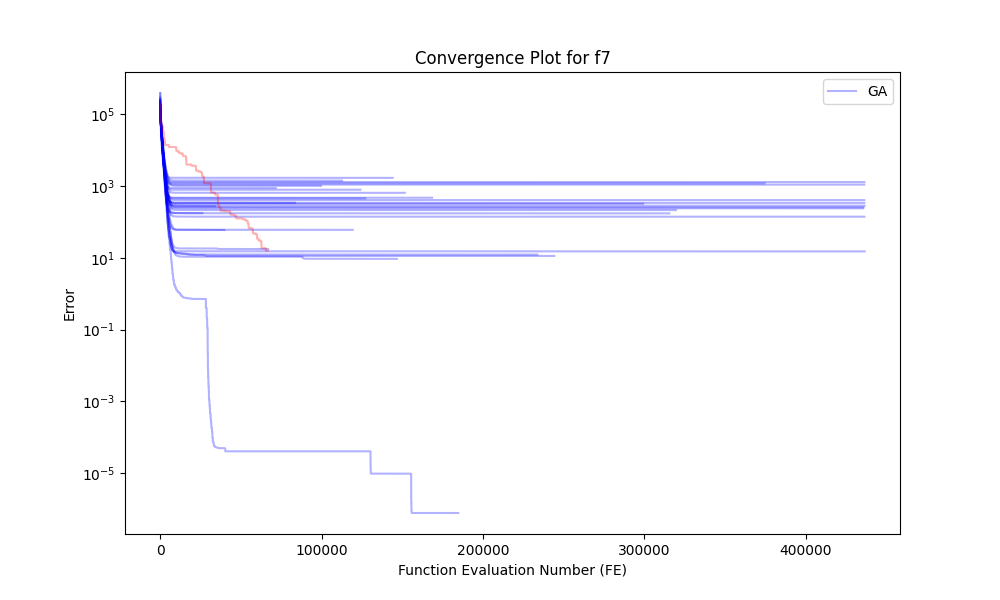 Convergence Plot for f7
GA
10^5
10^3
10^1
10^−1
10^−3
10^−5
Error
0 100000 200000 300000 400000
Function Evaluation Number (FE)